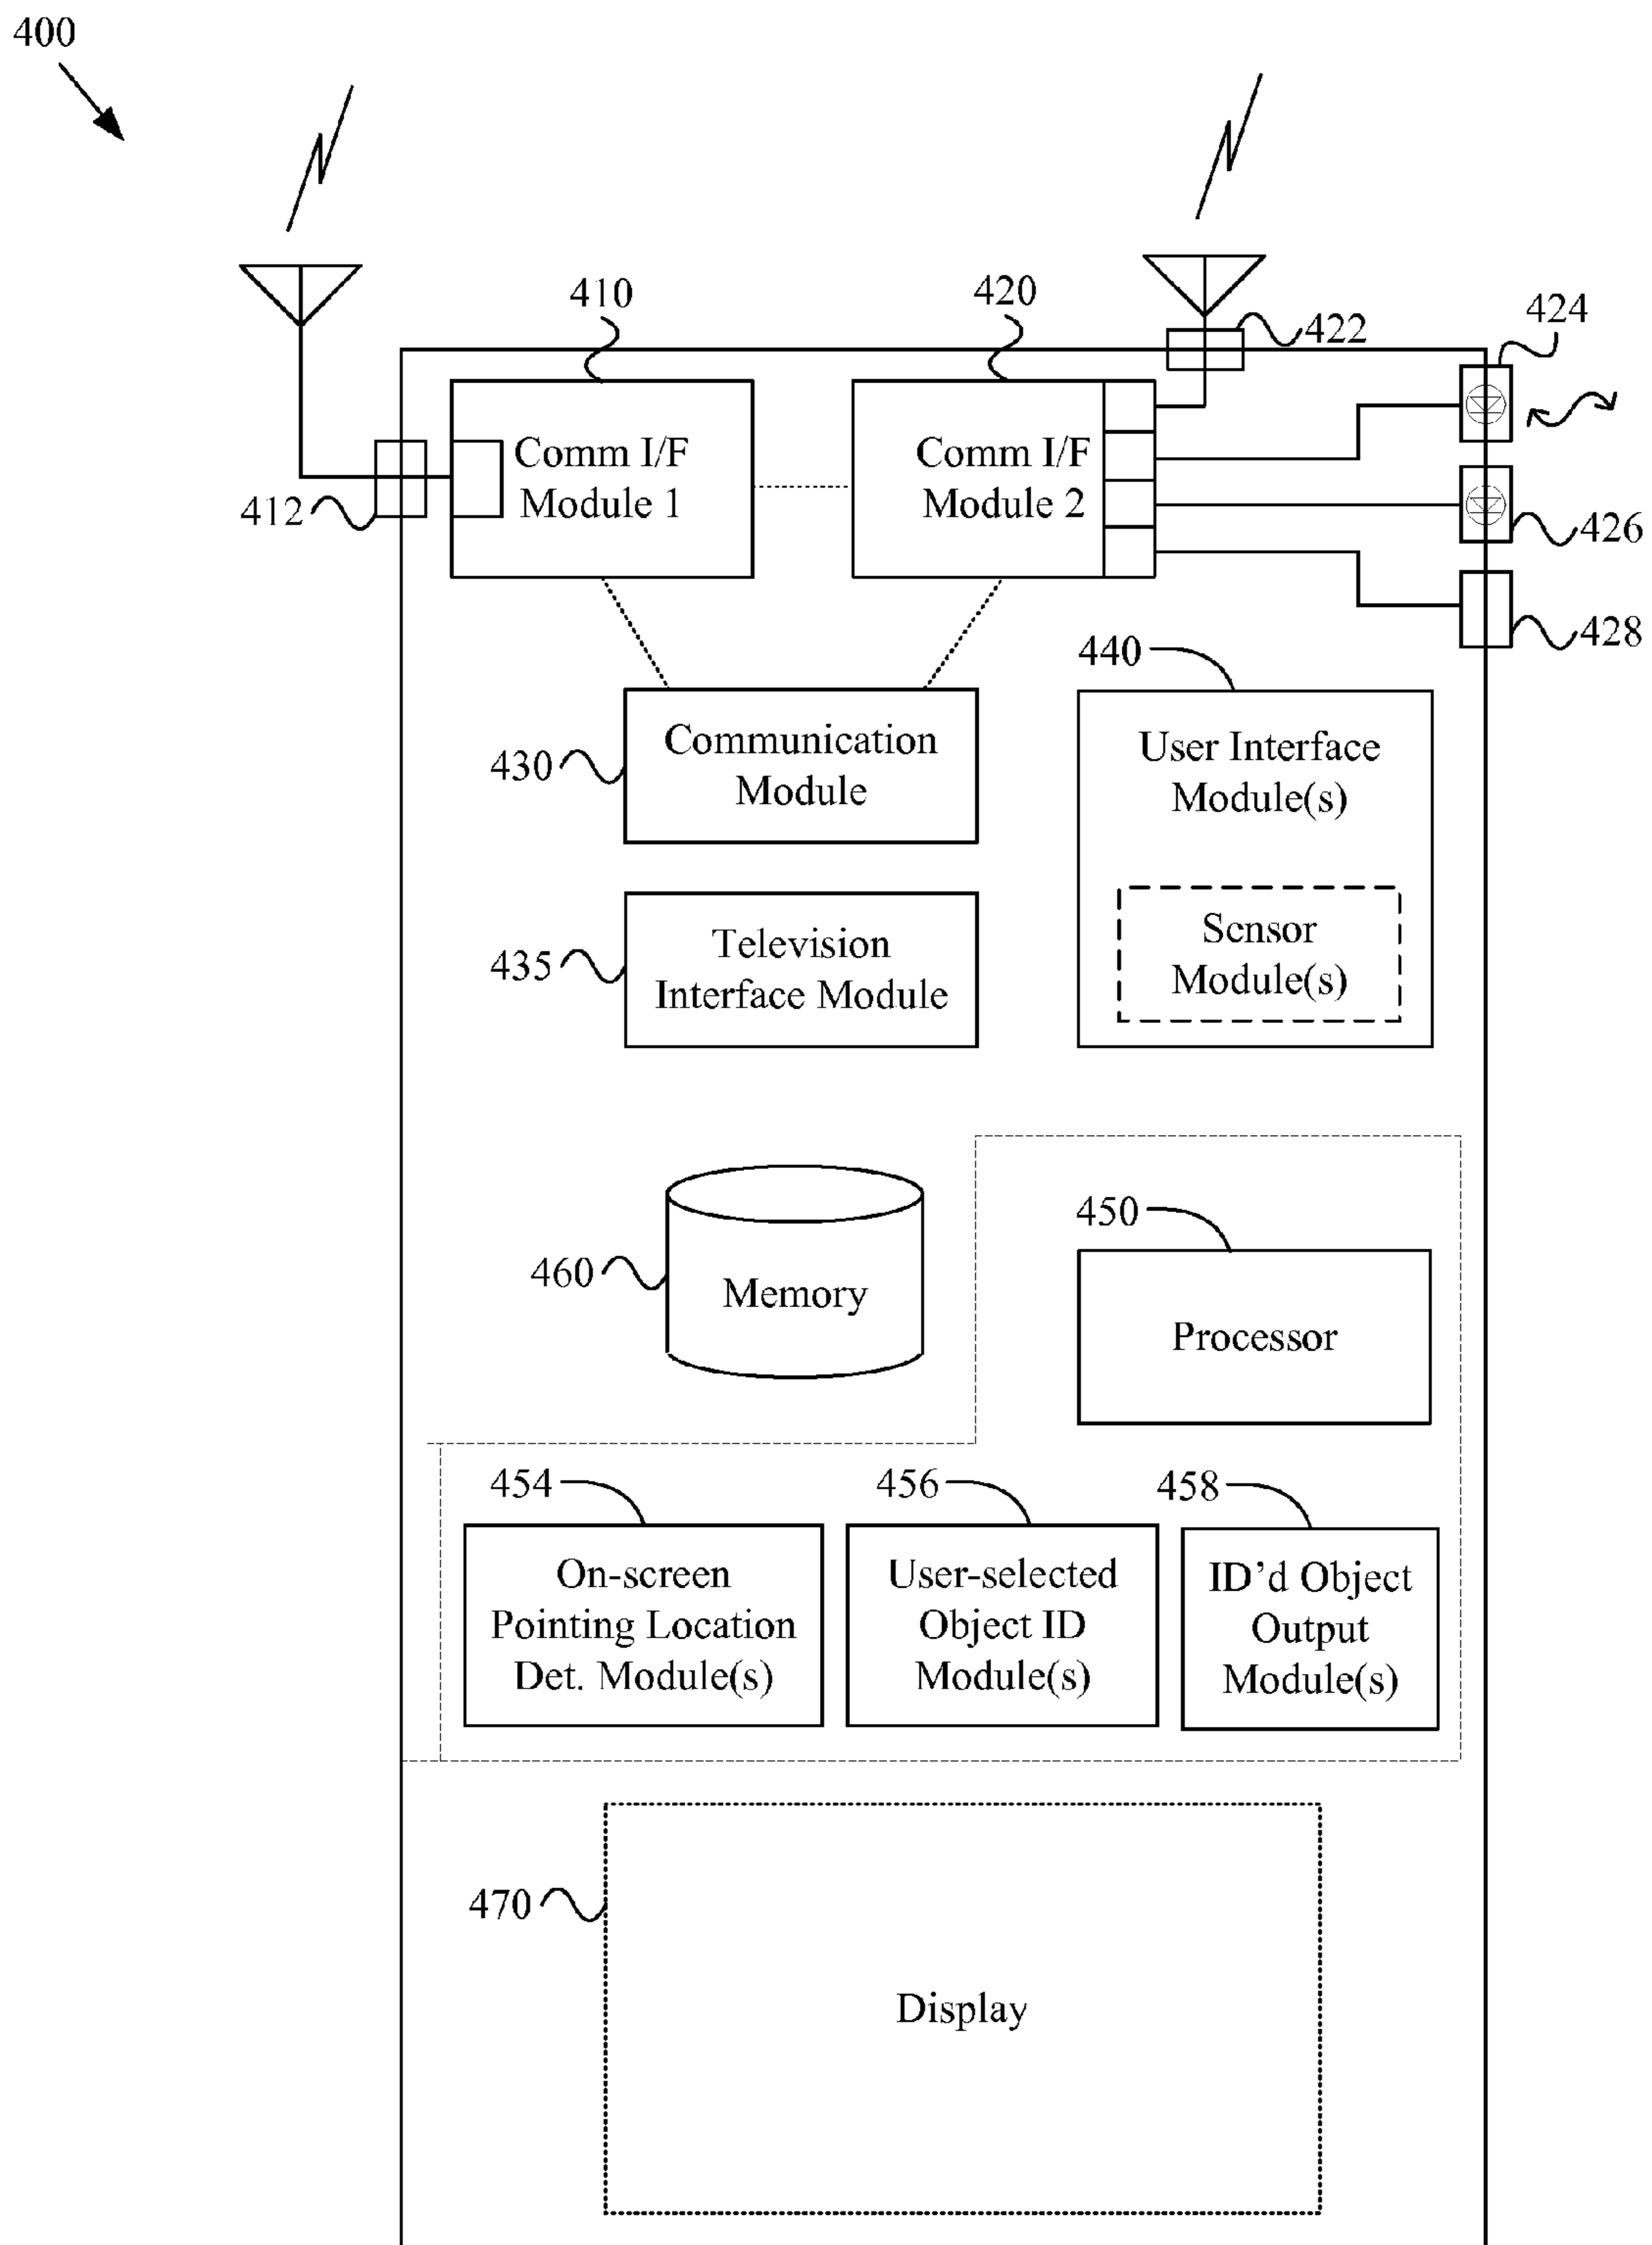 400
410
420
422
424
Comm I/F
Module 1
Comm I/F
Module 2
412
426
428
440
430
Communication
Module
User Interface
Module(s)
435
Television
Interface Module
Sensor
Module(s)
450
460
Memory
Processor
454
456
458
On-screen
Pointing Location
Det. Module(s)
User-selected
Object ID
Module(s)
ID’d Object
Output
Module(s)
470
Display